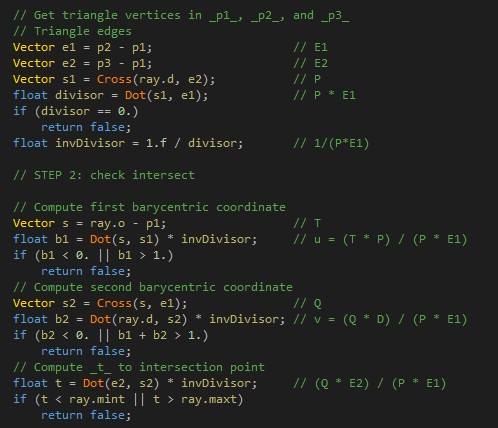 // Get triangle vertices in _p1_, _p2_, and _p3_
// Triangle edges
Vector e1 = p2 - p1; // E1
Vector e2 = p3 - p1; // E2
Vector s1 = Cross(ray.d, e2); // P
float divisor = Dot(s1, e1); // P * E1
if (divisor == 0.)
return false;
float invDivisor = 1.f / divisor; // 1/(P*E1)
// STEP 2: check intersect
// Compute first barycentric coordinate
Vector s = ray.o - p1; // T
float b1 = Dot(s, s1) * invDivisor; // u = (T * P) / (P * E1)
if (b1 < 0. || b1 > 1.)
return false;
// Compute second barycentric coordinate
Vector s2 = Cross(s, e1); // Q
float b2 = Dot(ray.d, s2) * invDivisor; // v = (Q * D) / (P * E1)
if (b2 < 0. || b1 + b2 > 1.)
return false;
// Compute _t_ to intersection point
float t = Dot(e2, s2) * invDivisor; // (Q * E2) / (P * E1)
if (t < ray.mint || t > ray.maxt)
return false;